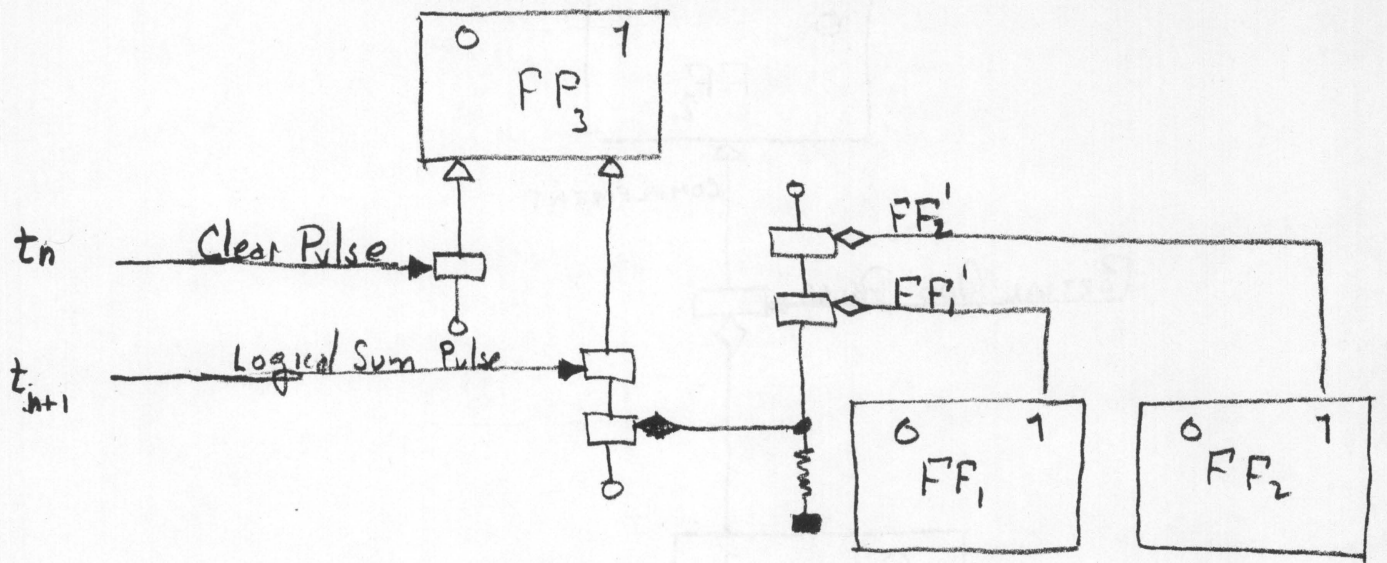 0 1
FF₃
FF₂'
tn Clear Pulse
FF₁'
Logical Sum Pulse
tn+1
0 1
FF₁
0 1
FF₂